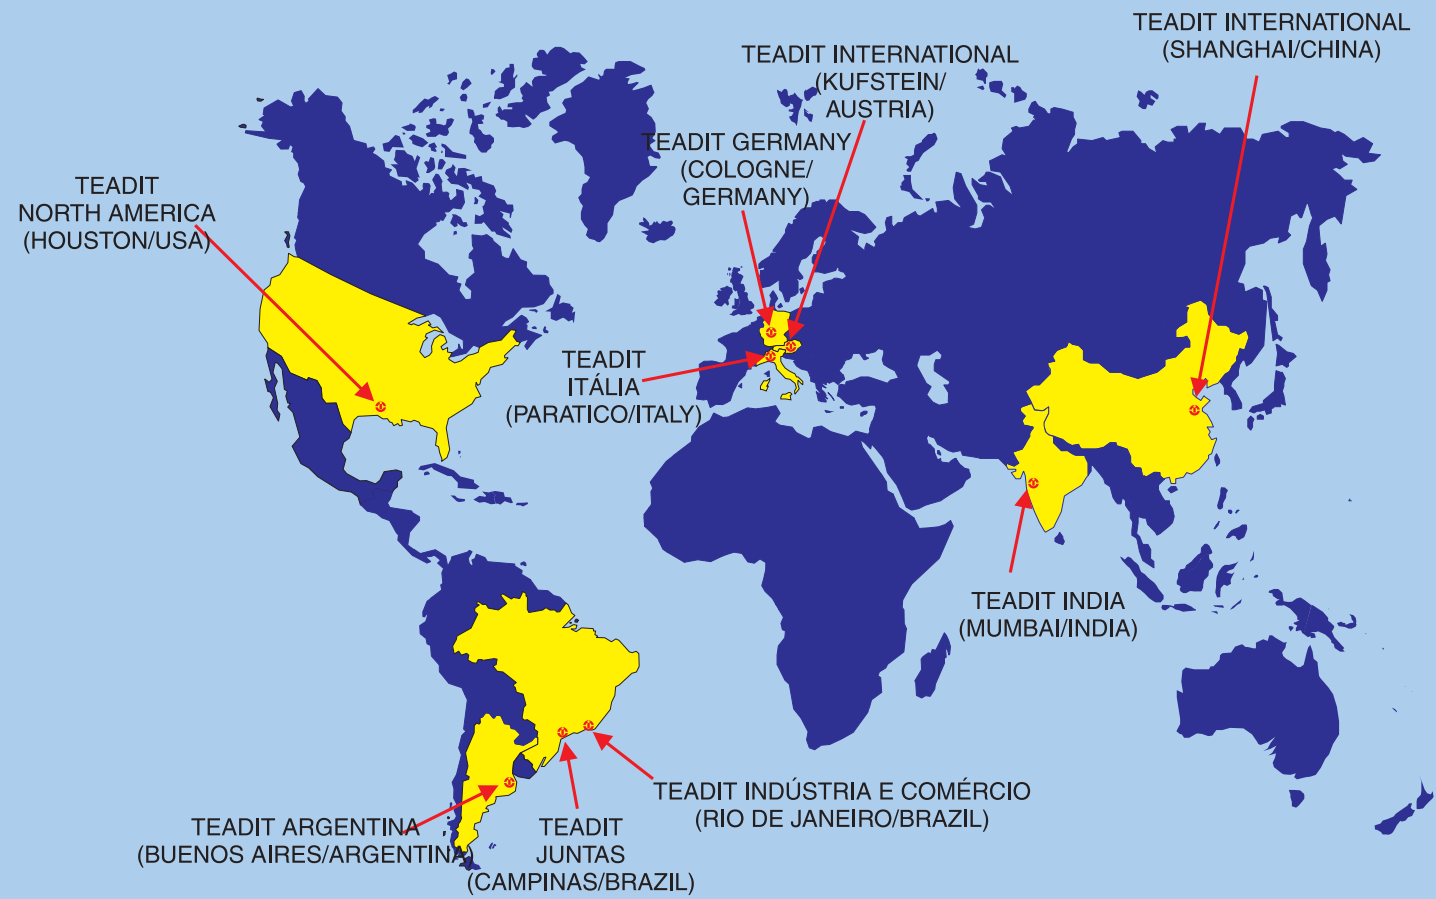 TEADIT INTERNATIONAL
(SHANGHAI/CHINA)
TEADIT INTERNATIONAL
(KUFSTEIN/
AUSTRIA)
TEADIT GERMANY
(COLOGNE/
GERMANY)
TEADIT
NORTH AMERICA
(HOUSTON/USA)
TEADIT
ITÁLIA
(PARATICO/ITALY)
TEADIT INDIA
(MUMBAI/INDIA)
TEADIT INDÚSTRIA E COMÉRCIO
(RIO DE JANEIRO/BRAZIL)
TEADIT ARGENTINA
(BUENOS AIRES/ARGENTINA)
TEADIT
JUNTAS
(CAMPINAS/BRAZIL)